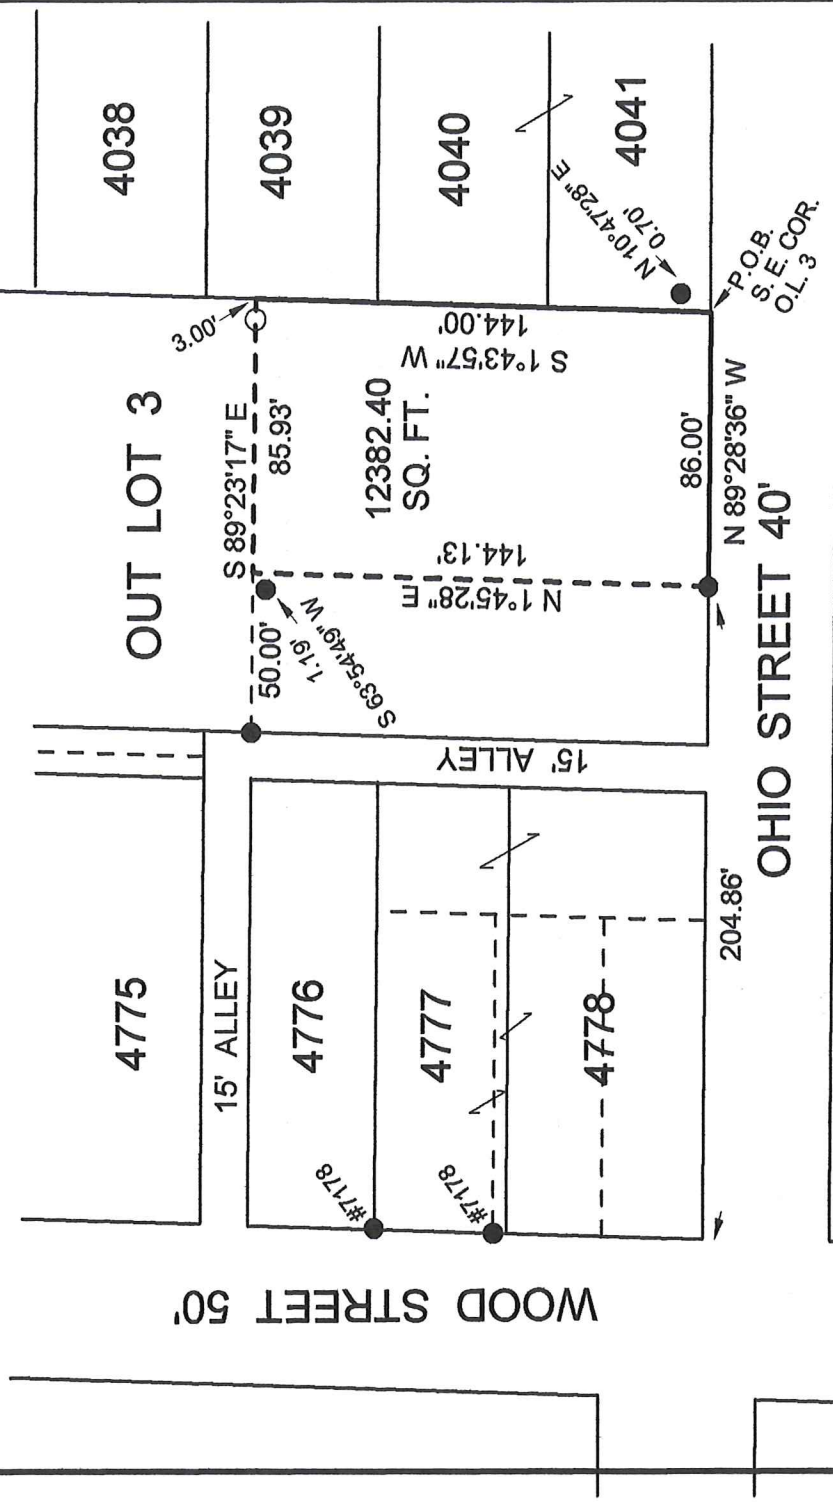 4038
4039
4040
4041
N 10°47'28" E
0.70'
P.O.B.
S. E. COR.
O.L. 3
OUT LOT 3
3.00'
S 89°23'17" E
85.93'
S 1°43'57" W
144.00'
12382.40
SQ. FT.
N 1°45'28" E
144.13'
86.00'
N 89°28'36" W
50.00'
1.19'
S 63°54'49" W
15' ALLEY
OHIO STREET 40'
204.86'
4775
15' ALLEY
4776
4777
4778
#7178
#7178
WOOD STREET 50'